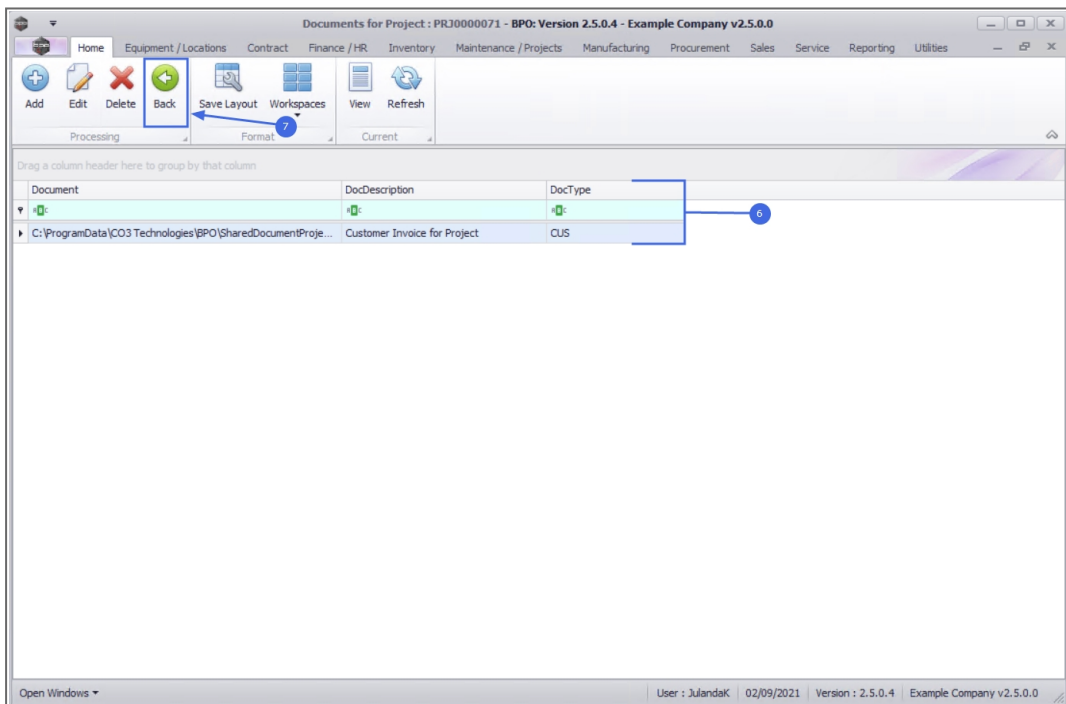 Documents for Project : PRJ0000071 - BPO: Version 2.5.0.4 - Example Company v2.5.0.0
Home Equipment / Locations Contract Finance / HR Inventory Maintenance / Projects Manufacturing Procurement Sales Service Reporting Utilities
Add Edit Delete Back Save Layout Workspaces View Refresh
7
Processing Format Current
Drag a column header here to group by that column
Document DocDescription DocType
6
C:\ProgramData\CO3 Technologies\BPO\SharedDocumentProje... Customer Invoice for Project CUS
Open Windows User : JulandaK 02/09/2021 Version : 2.5.0.4 Example Company v2.5.0.0